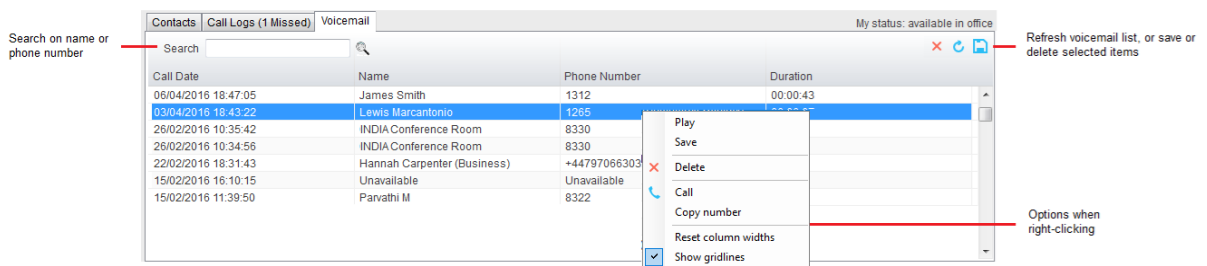 Contacts Call Logs (1 Missed) Voicemail My status: available in office
Search on name or
phone number
Search
Refresh voicemail list, or save or
delete selected items
Call Date Name Phone Number Duration
06/04/2016 18:47:05 James Smith 1312 00:00:43
03/04/2016 18:43:22 Lewis Marcantonio 1265
26/02/2016 10:35:42 INDIA Conference Room 8330
26/02/2016 10:34:56 INDIA Conference Room 8330
22/02/2016 18:31:43 Hannah Carpenter (Business) +44797066303
15/02/2016 16:10:15 Unavailable Unavailable
15/02/2016 11:39:50 Parvathi M 8322
Play
Save
Delete
Call
Copy number
Reset column widths
Show gridlines
Options when
right-clicking